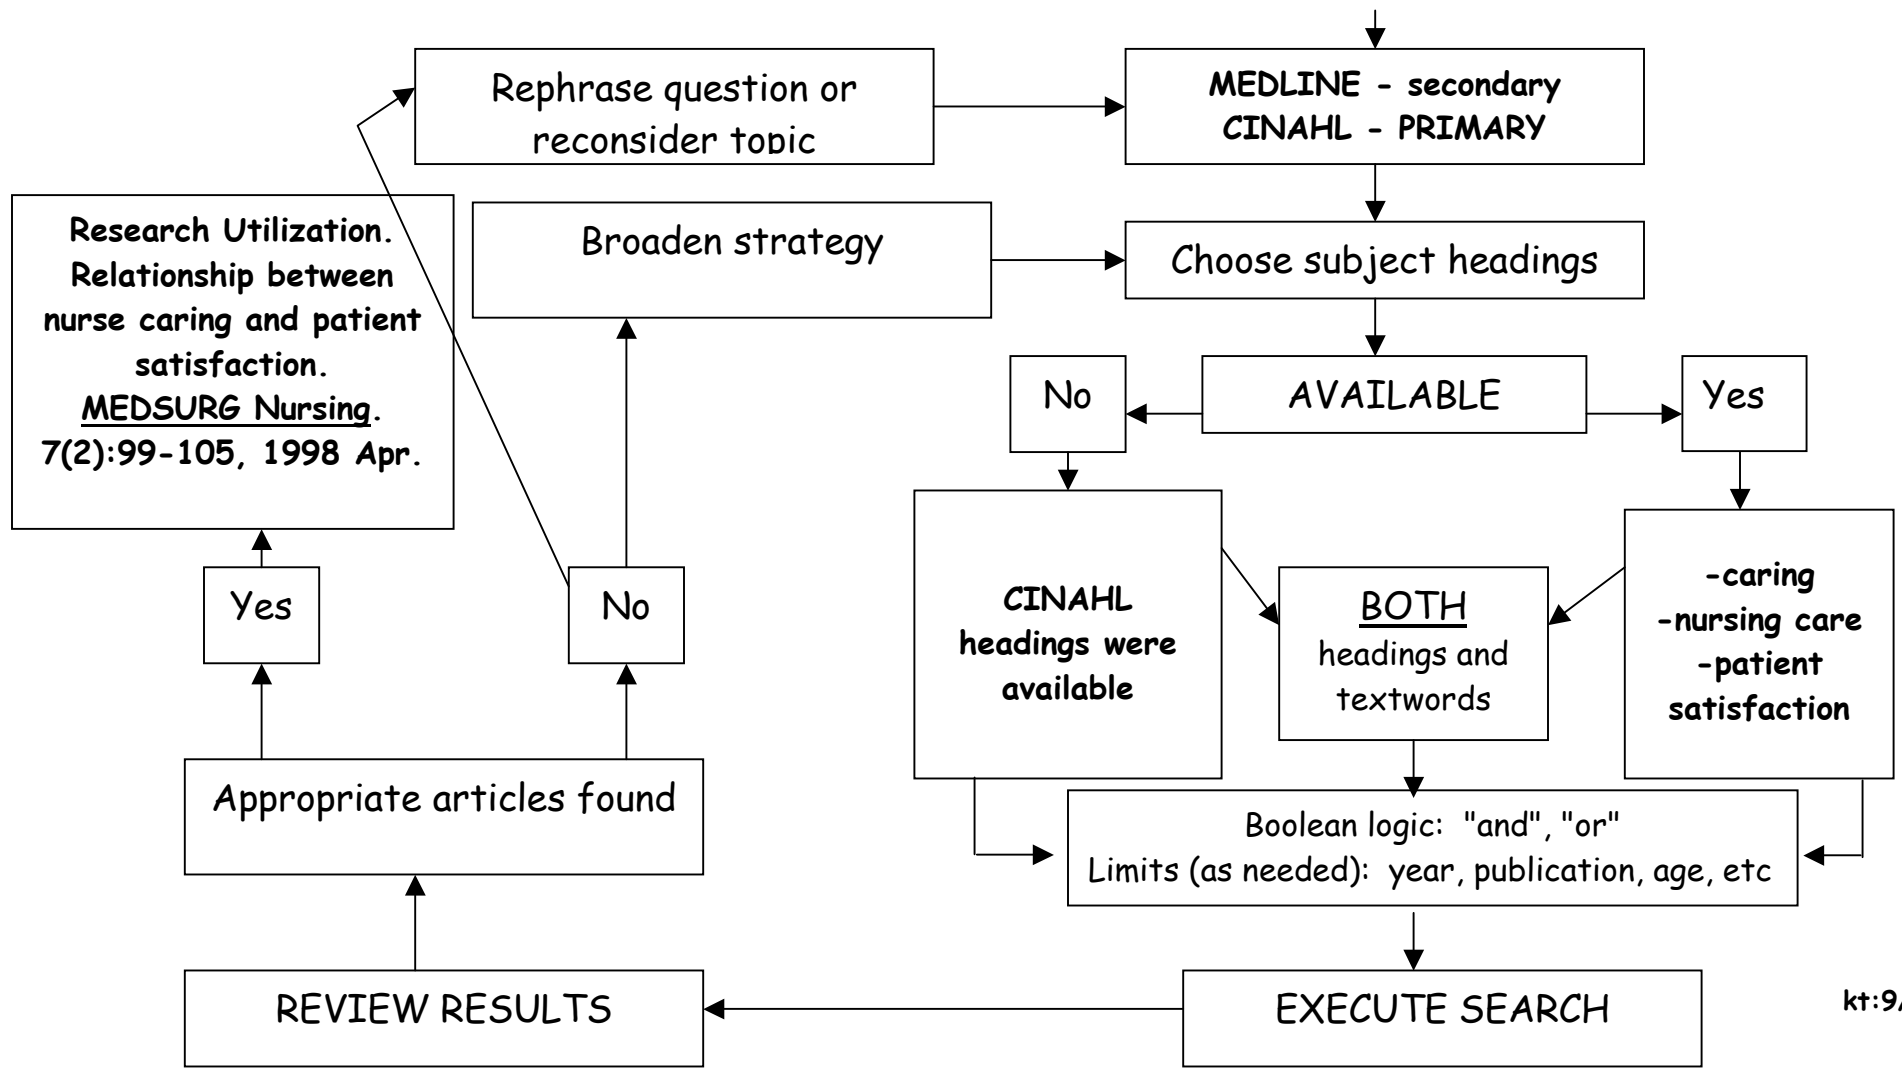 Rephrase question or
reconsider topic
MEDLINE - secondary
CINAHL - PRIMARY
Research Utilization.
Relationship between
nurse caring and patient
satisfaction.
MEDSURG Nursing.
7(2):99-105, 1998 Apr.
Broaden strategy
Choose subject headings
No
AVAILABLE
Yes
CINAHL
headings were
available
BOTH
headings and
textwords
-caring
-nursing care
-patient
satisfaction
Yes
No
Appropriate articles found
Boolean logic:  "and", "or"
Limits (as needed):  year, publication, age, etc
REVIEW RESULTS
EXECUTE SEARCH
kt:9/